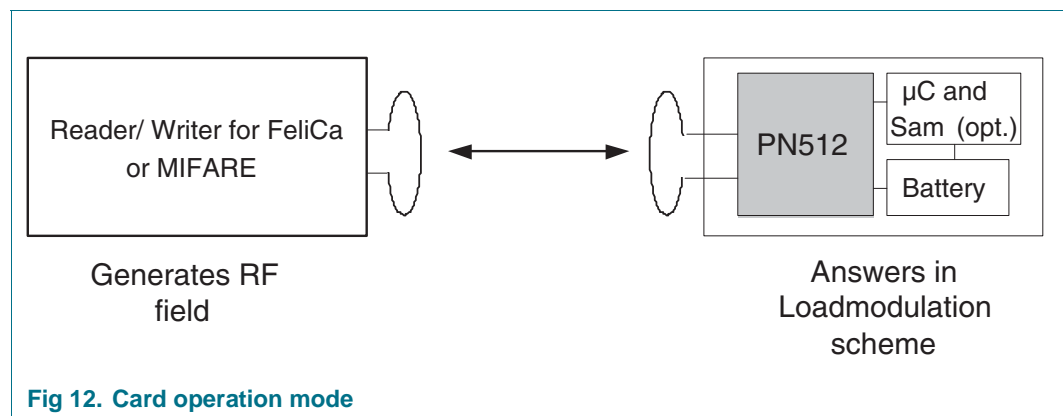 Reader/ Writer for FeliCa
or MIFARE
PN512
µC and
Sam (opt.)
Battery
Generates RF
field
Answers in
Loadmodulation
scheme
Fig 12. Card operation mode